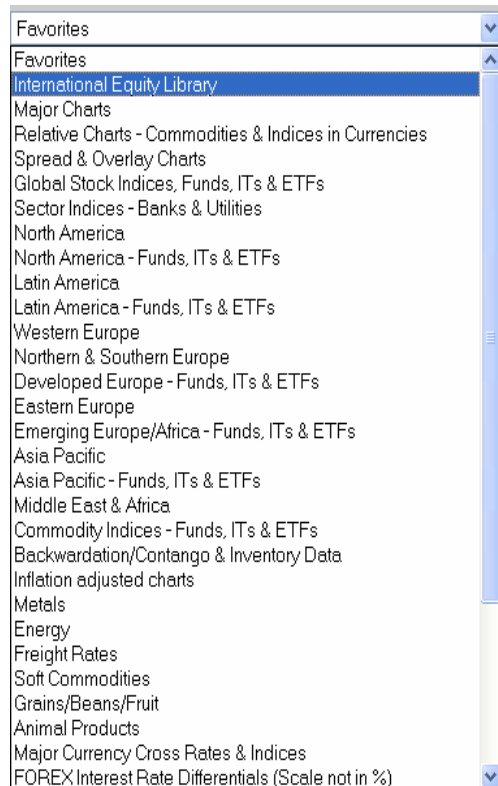 Favorites
Favorites
International Equity Library
Major Charts
Relative Charts - Commodities & Indices in Currencies
Spread & Overlay Charts
Global Stock Indices, Funds, ITs & ETFs
Sector Indices - Banks & Utilities
North America
North America - Funds, ITs & ETFs
Latin America
Latin America - Funds, ITs & ETFs
Western Europe
Northern & Southern Europe
Developed Europe - Funds, ITs & ETFs
Eastern Europe
Emerging Europe/Africa - Funds, ITs & ETFs
Asia Pacific
Asia Pacific - Funds, ITs & ETFs
Middle East & Africa
Commodity Indices - Funds, ITs & ETFs
Backwardation/Contango & Inventory Data
Inflation adjusted charts
Metals
Energy
Freight Rates
Soft Commodities
Grains/Beans/Fruit
Animal Products
Major Currency Cross Rates & Indices
FOREX Interest Rate Differentials (Scale not in %)